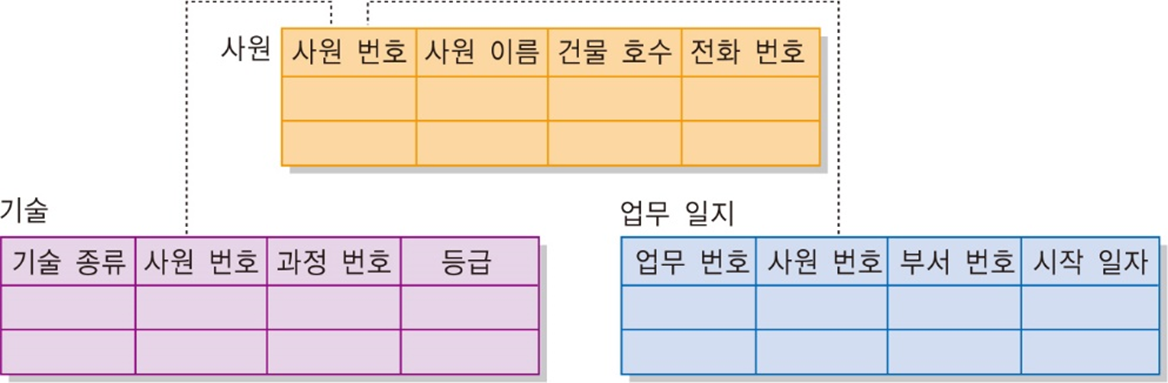 사원
사원 번호 사원 이름 건물 호수 전화 번호
기술
기술 종류 사원 번호 과정 번호 등급
업무 일지
업무 번호 사원 번호 부서 번호 시작 일자